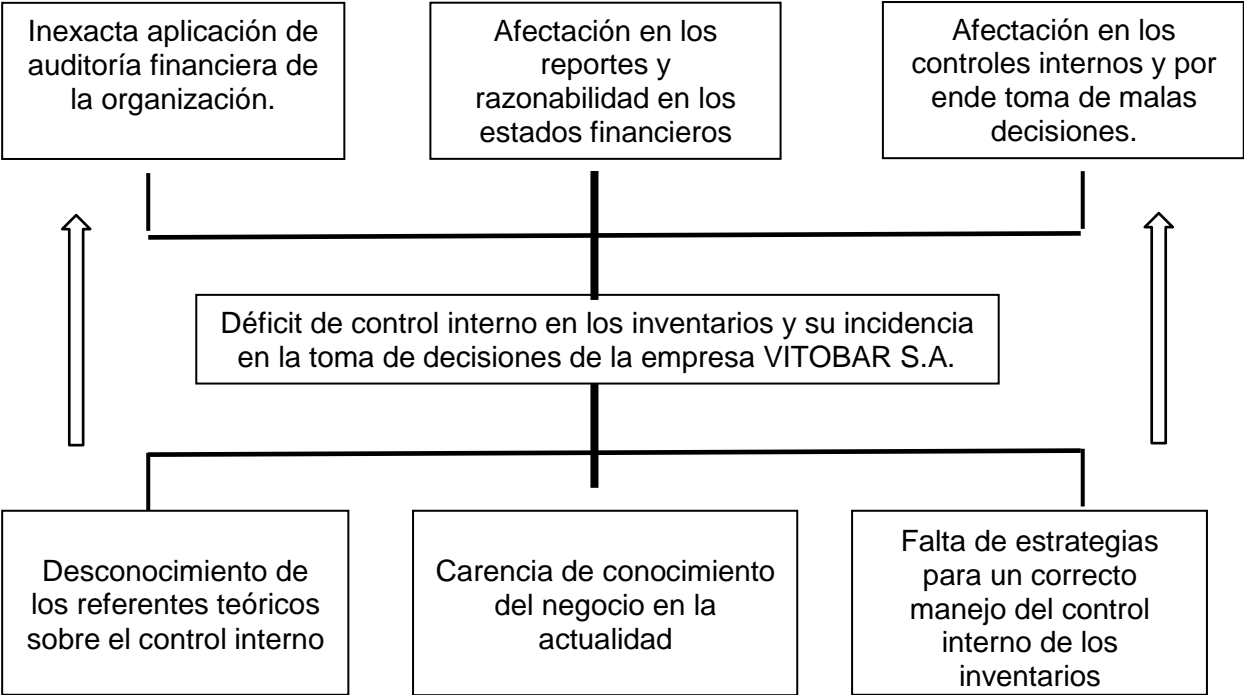 Inexacta aplicación de
auditoría financiera de
la organización.
Afectación en los
reportes y
razonabilidad en los
estados financieros
Afectación en los
controles internos y por
ende toma de malas
decisiones.
Déficit de control interno en los inventarios y su incidencia
en la toma de decisiones de la empresa VITOBAR S.A.
Desconocimiento de
los referentes teóricos
sobre el control interno
Carencia de conocimiento
del negocio en la
actualidad
Falta de estrategias
para un correcto
manejo del control
interno de los
inventarios